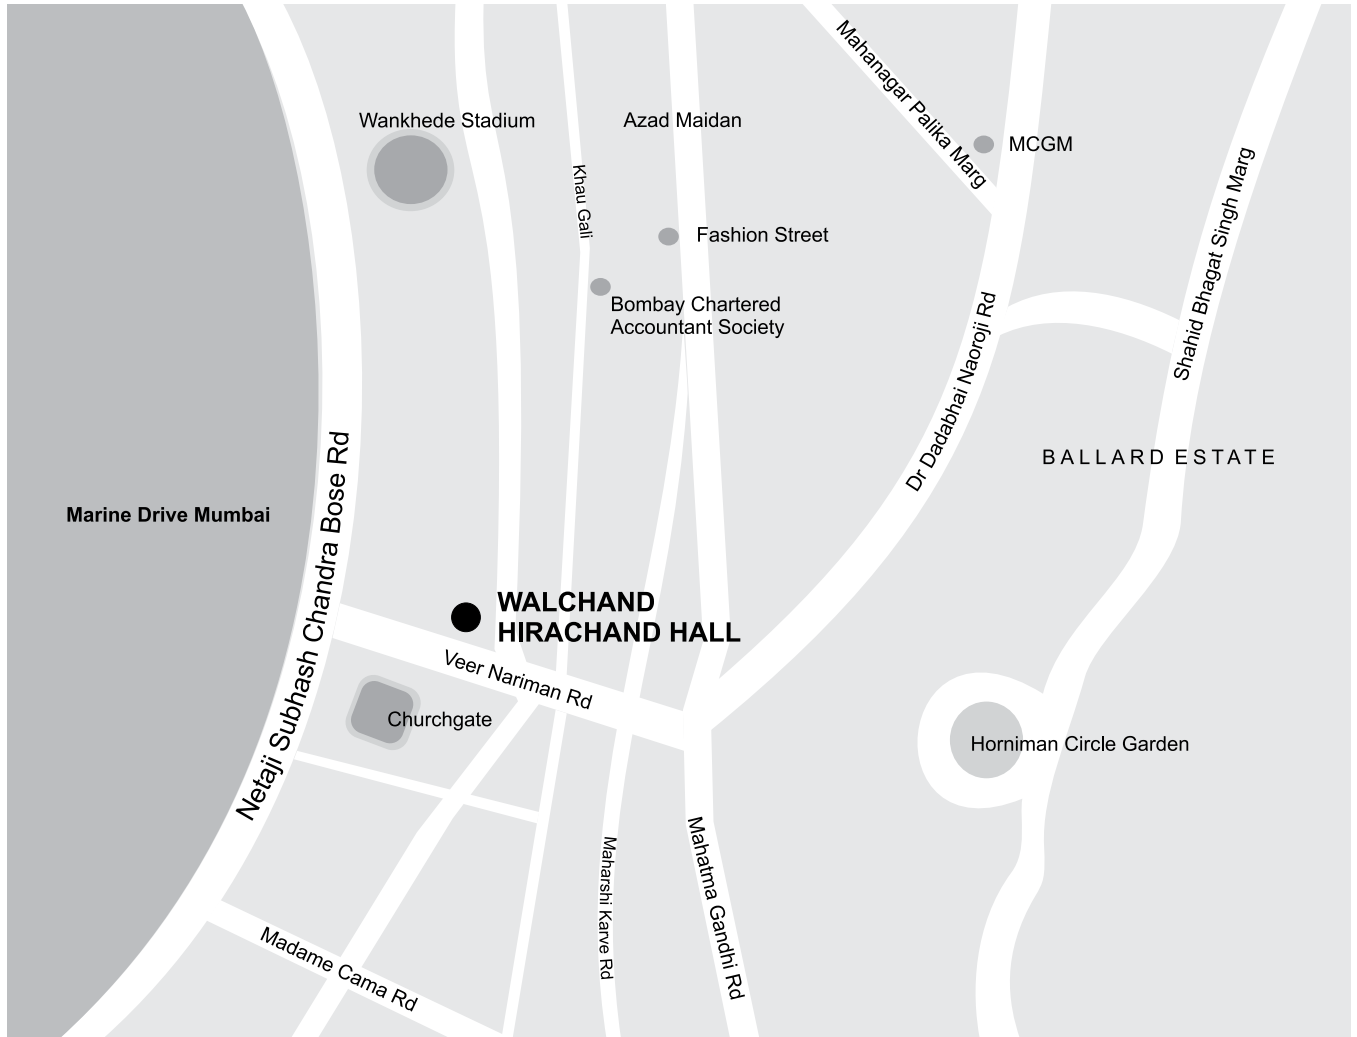 Mahanagar Palika Marg
Wankhede Stadium
Azad Maidan
MCGM
Khau Gali
Shahid Bhagat Singh Marg
Fashion Street
Bombay Chartered
Accountant Society
Dr Dadabhai Naoroji Rd
BALLARD ESTATE
Marine Drive Mumbai
Netaji Subhash Chandra Bose Rd
WALCHAND
HIRACHAND HALL
Veer Nariman Rd
Churchgate
Horniman Circle Garden
Maharshi Karve Rd
Mahatma Gandhi Rd
Madame Cama Rd